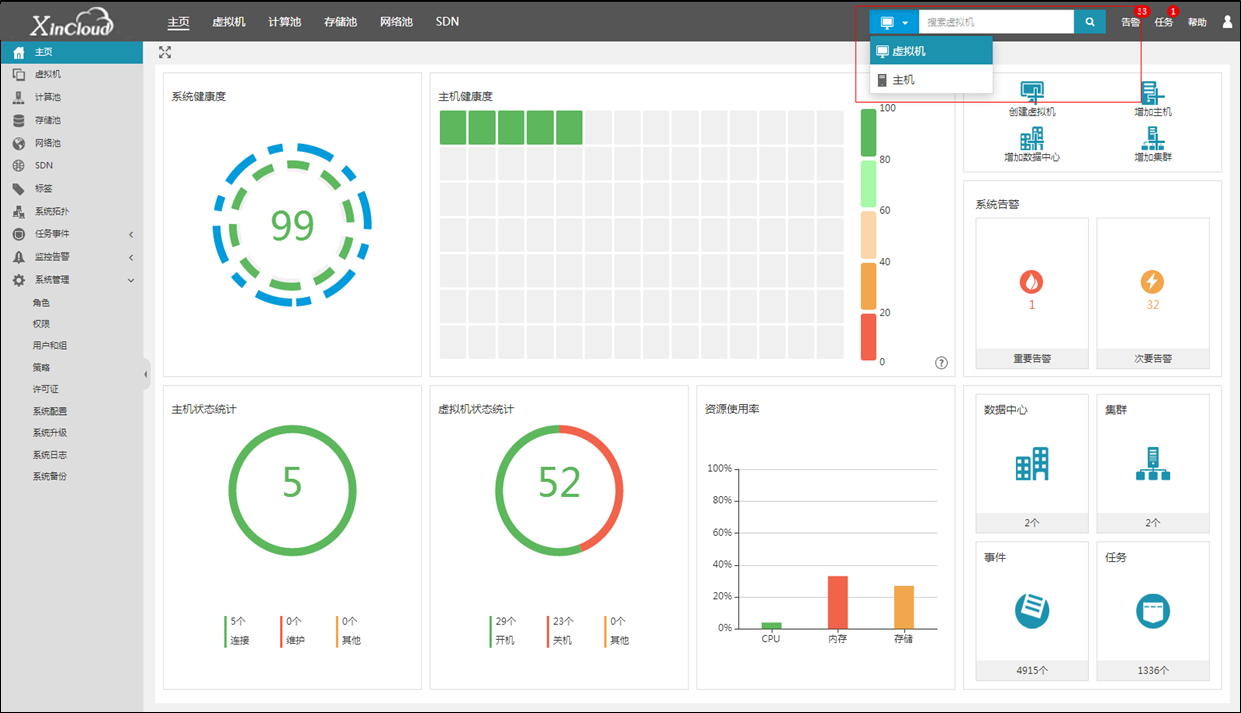 XinCloud
主页 虚拟机 计算池 存储池 网络池 SDN
搜索虚拟机
告警 33 任务 1 帮助
虚拟机
主机
主页
虚拟机
计算池
存储池
网络池
SDN
标签
系统拓扑
任务事件
监控告警
系统管理
角色
权限
用户和组
策略
许可证
系统配置
系统升级
系统日志
系统备份
系统健康度
99
主机健康度
100
80
60
40
20
0
?
创建虚拟机 增加主机
增加数据中心 增加集群
系统告警
1 32
重要告警 次要告警
主机状态统计
5
5个 0个 0个
连接 维护 其他
虚拟机状态统计
52
29个 23个 0个
开机 关机 其他
资源使用率
100%
80%
60%
40%
20%
0%
CPU 内存 存储
数据中心 集群
2个 2个
事件 任务
4915个 1336个